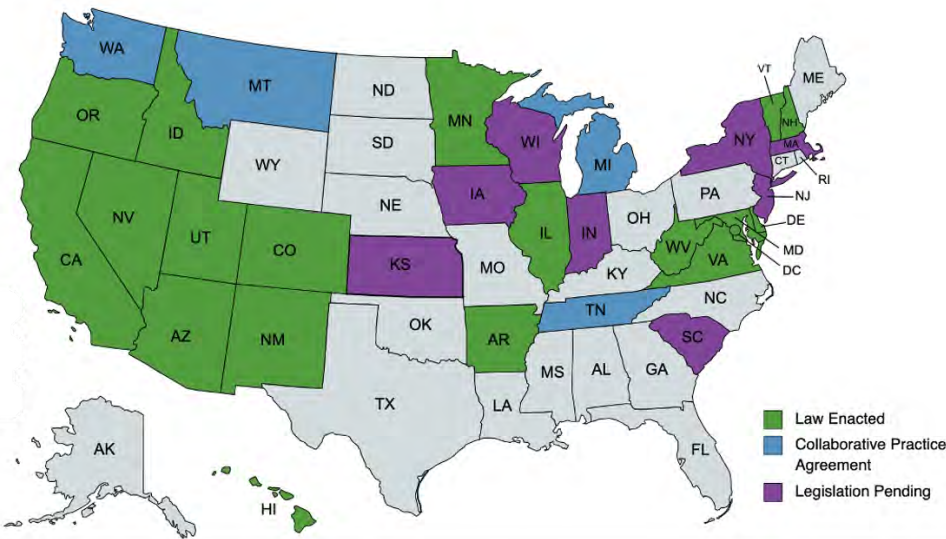 WA
MT
ND
MN
VT
ME
OR
ID
SD
WI
MI
NY
NH
MA
CT
RI
WY
IA
PA
NJ
NE
OH
DE
NV
UT
CO
IL
IN
WV
VA
MD
DC
CA
KS
MO
KY
NC
AZ
NM
OK
AR
TN
SC
MS
AL
GA
TX
LA
FL
AK
HI
Law Enacted
Collaborative Practice
Agreement
Legislation Pending